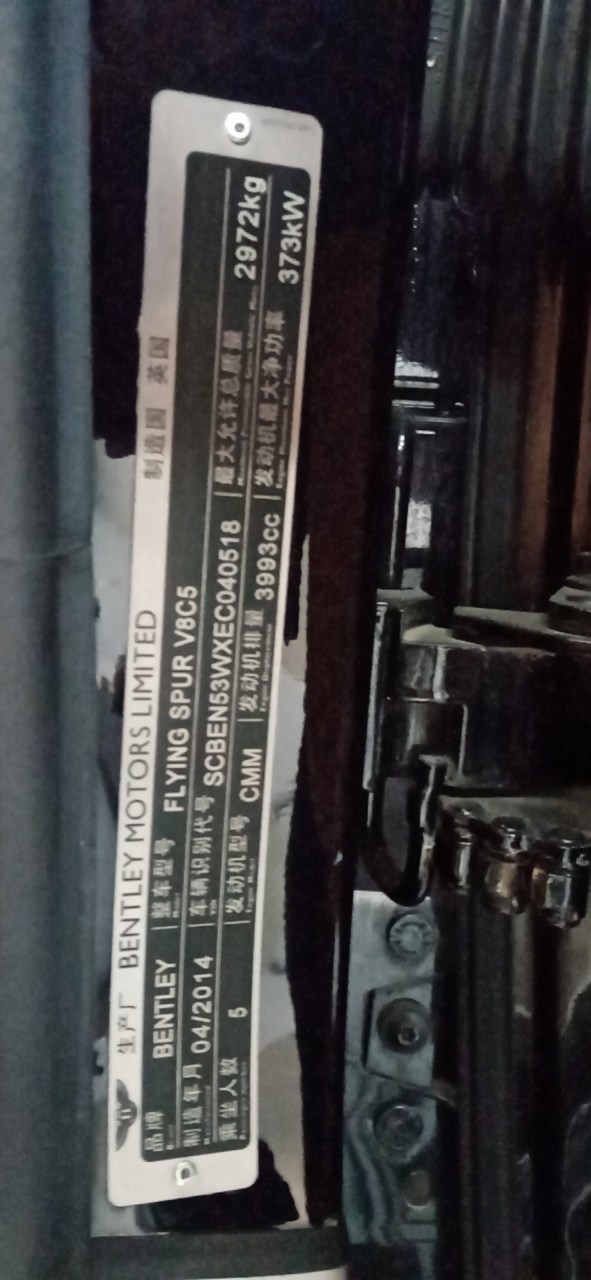 生产厂 BENTLEY MOTORS LIMITED 制造国 英国
品牌 BENTLEY 整车型号 FLYING SPUR V8C5
制造年月 04/2014 车辆识别代号 SCBEN53WXEC040518 最大允许总质量 2972kg
乘坐人数 5 发动机型号 CMM 发动机排量 3993cc 发动机最大净功率 373kW